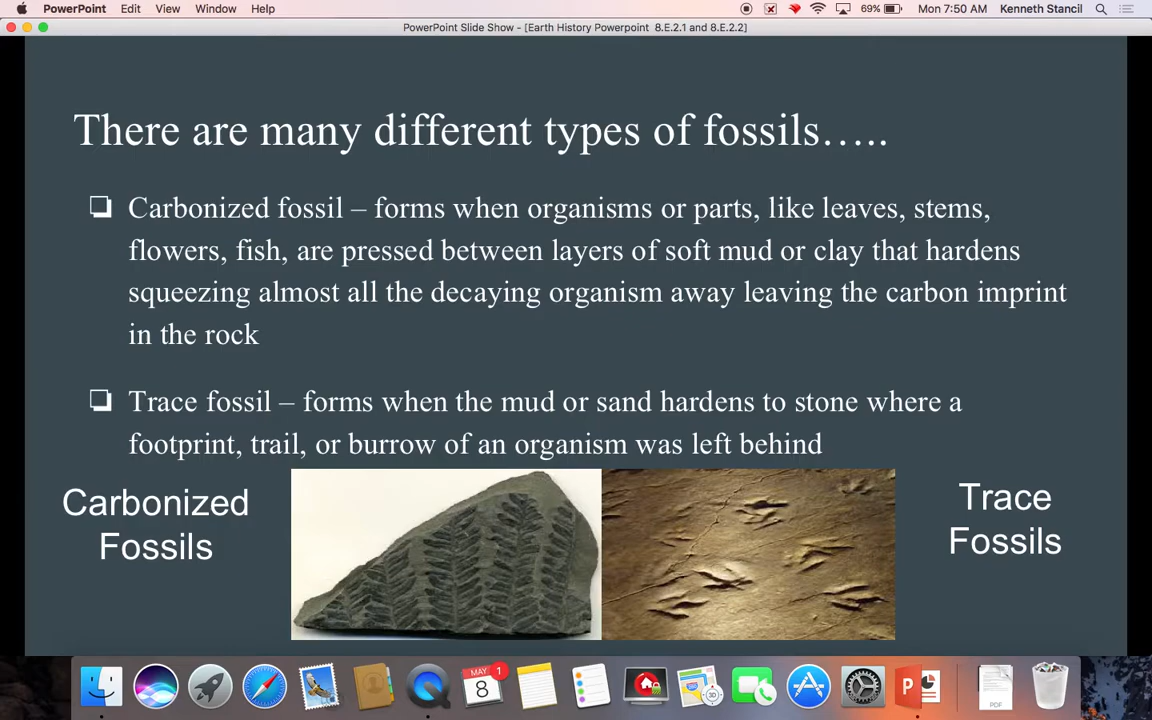 PowerPoint Edit View Window Help 69% Mon 7:50 AM Kenneth Stancil
PowerPoint Slide Show - [Earth History Powerpoint 8.E.2.1 and 8.E.2.2]
There are many different types of fossils.….
Carbonized fossil – forms when organisms or parts, like leaves, stems,
flowers, fish, are pressed between layers of soft mud or clay that hardens
squeezing almost all the decaying organism away leaving the carbon imprint
in the rock
Trace fossil – forms when the mud or sand hardens to stone where a
footprint, trail, or burrow of an organism was left behind
Carbonized
Fossils
Trace
Fossils
MAY
8
1
3D
P
PDF